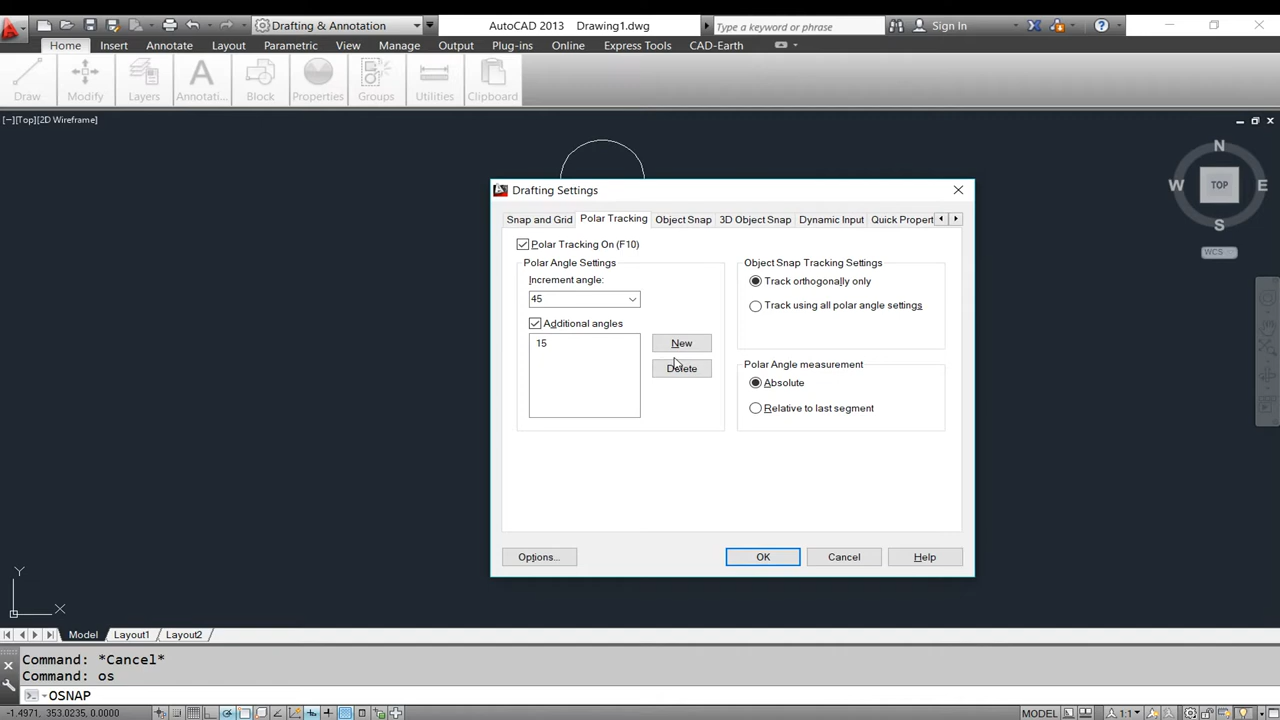 Drafting & Annotation
AutoCAD 2013 Drawing1.dwg
Type a keyword or phrase
Sign In
Home Insert Annotate Layout Parametric View Manage Output Plug-ins Online Express Tools CAD-Earth
Draw Modify Layers Annotati... Block Properties Groups Utilities Clipboard
[−][Top][2D Wireframe]
N
W TOP E
S
WCS
Drafting Settings
Snap and Grid Polar Tracking Object Snap 3D Object Snap Dynamic Input Quick Propert
Polar Tracking On (F10)
Polar Angle Settings
Increment angle:
45
Additional angles
15
New
Delete
Object Snap Tracking Settings
Track orthogonally only
Track using all polar angle settings
Polar Angle measurement
Absolute
Relative to last segment
Options... OK Cancel Help
Y
X
Model Layout1 Layout2
Command: *Cancel*
Command: os
OSNAP
-1.4971, 353.0235, 0.0000
MODEL 1:1